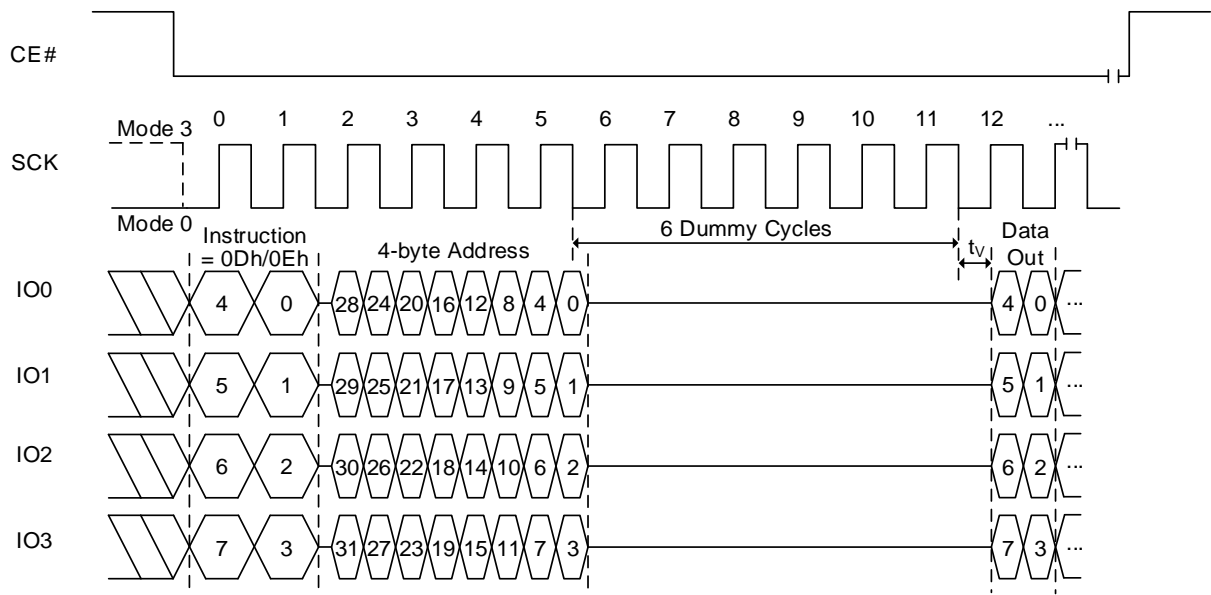 CE#
0 1 2 3 4 5 6 7 8 9 10 11 12 ...
Mode 3
SCK
Mode 0
6 Dummy Cycles
Instruction
= 0Dh/0Eh
4-byte Address
tV
Data
Out
IO0 4 0 28 24 20 16 12 8 4 0 4 0 ...
IO1 5 1 29 25 21 17 13 9 5 1 5 1 ...
IO2 6 2 30 26 22 18 14 10 6 2 6 2 ...
IO3 7 3 31 27 23 19 15 11 7 3 7 3 ...